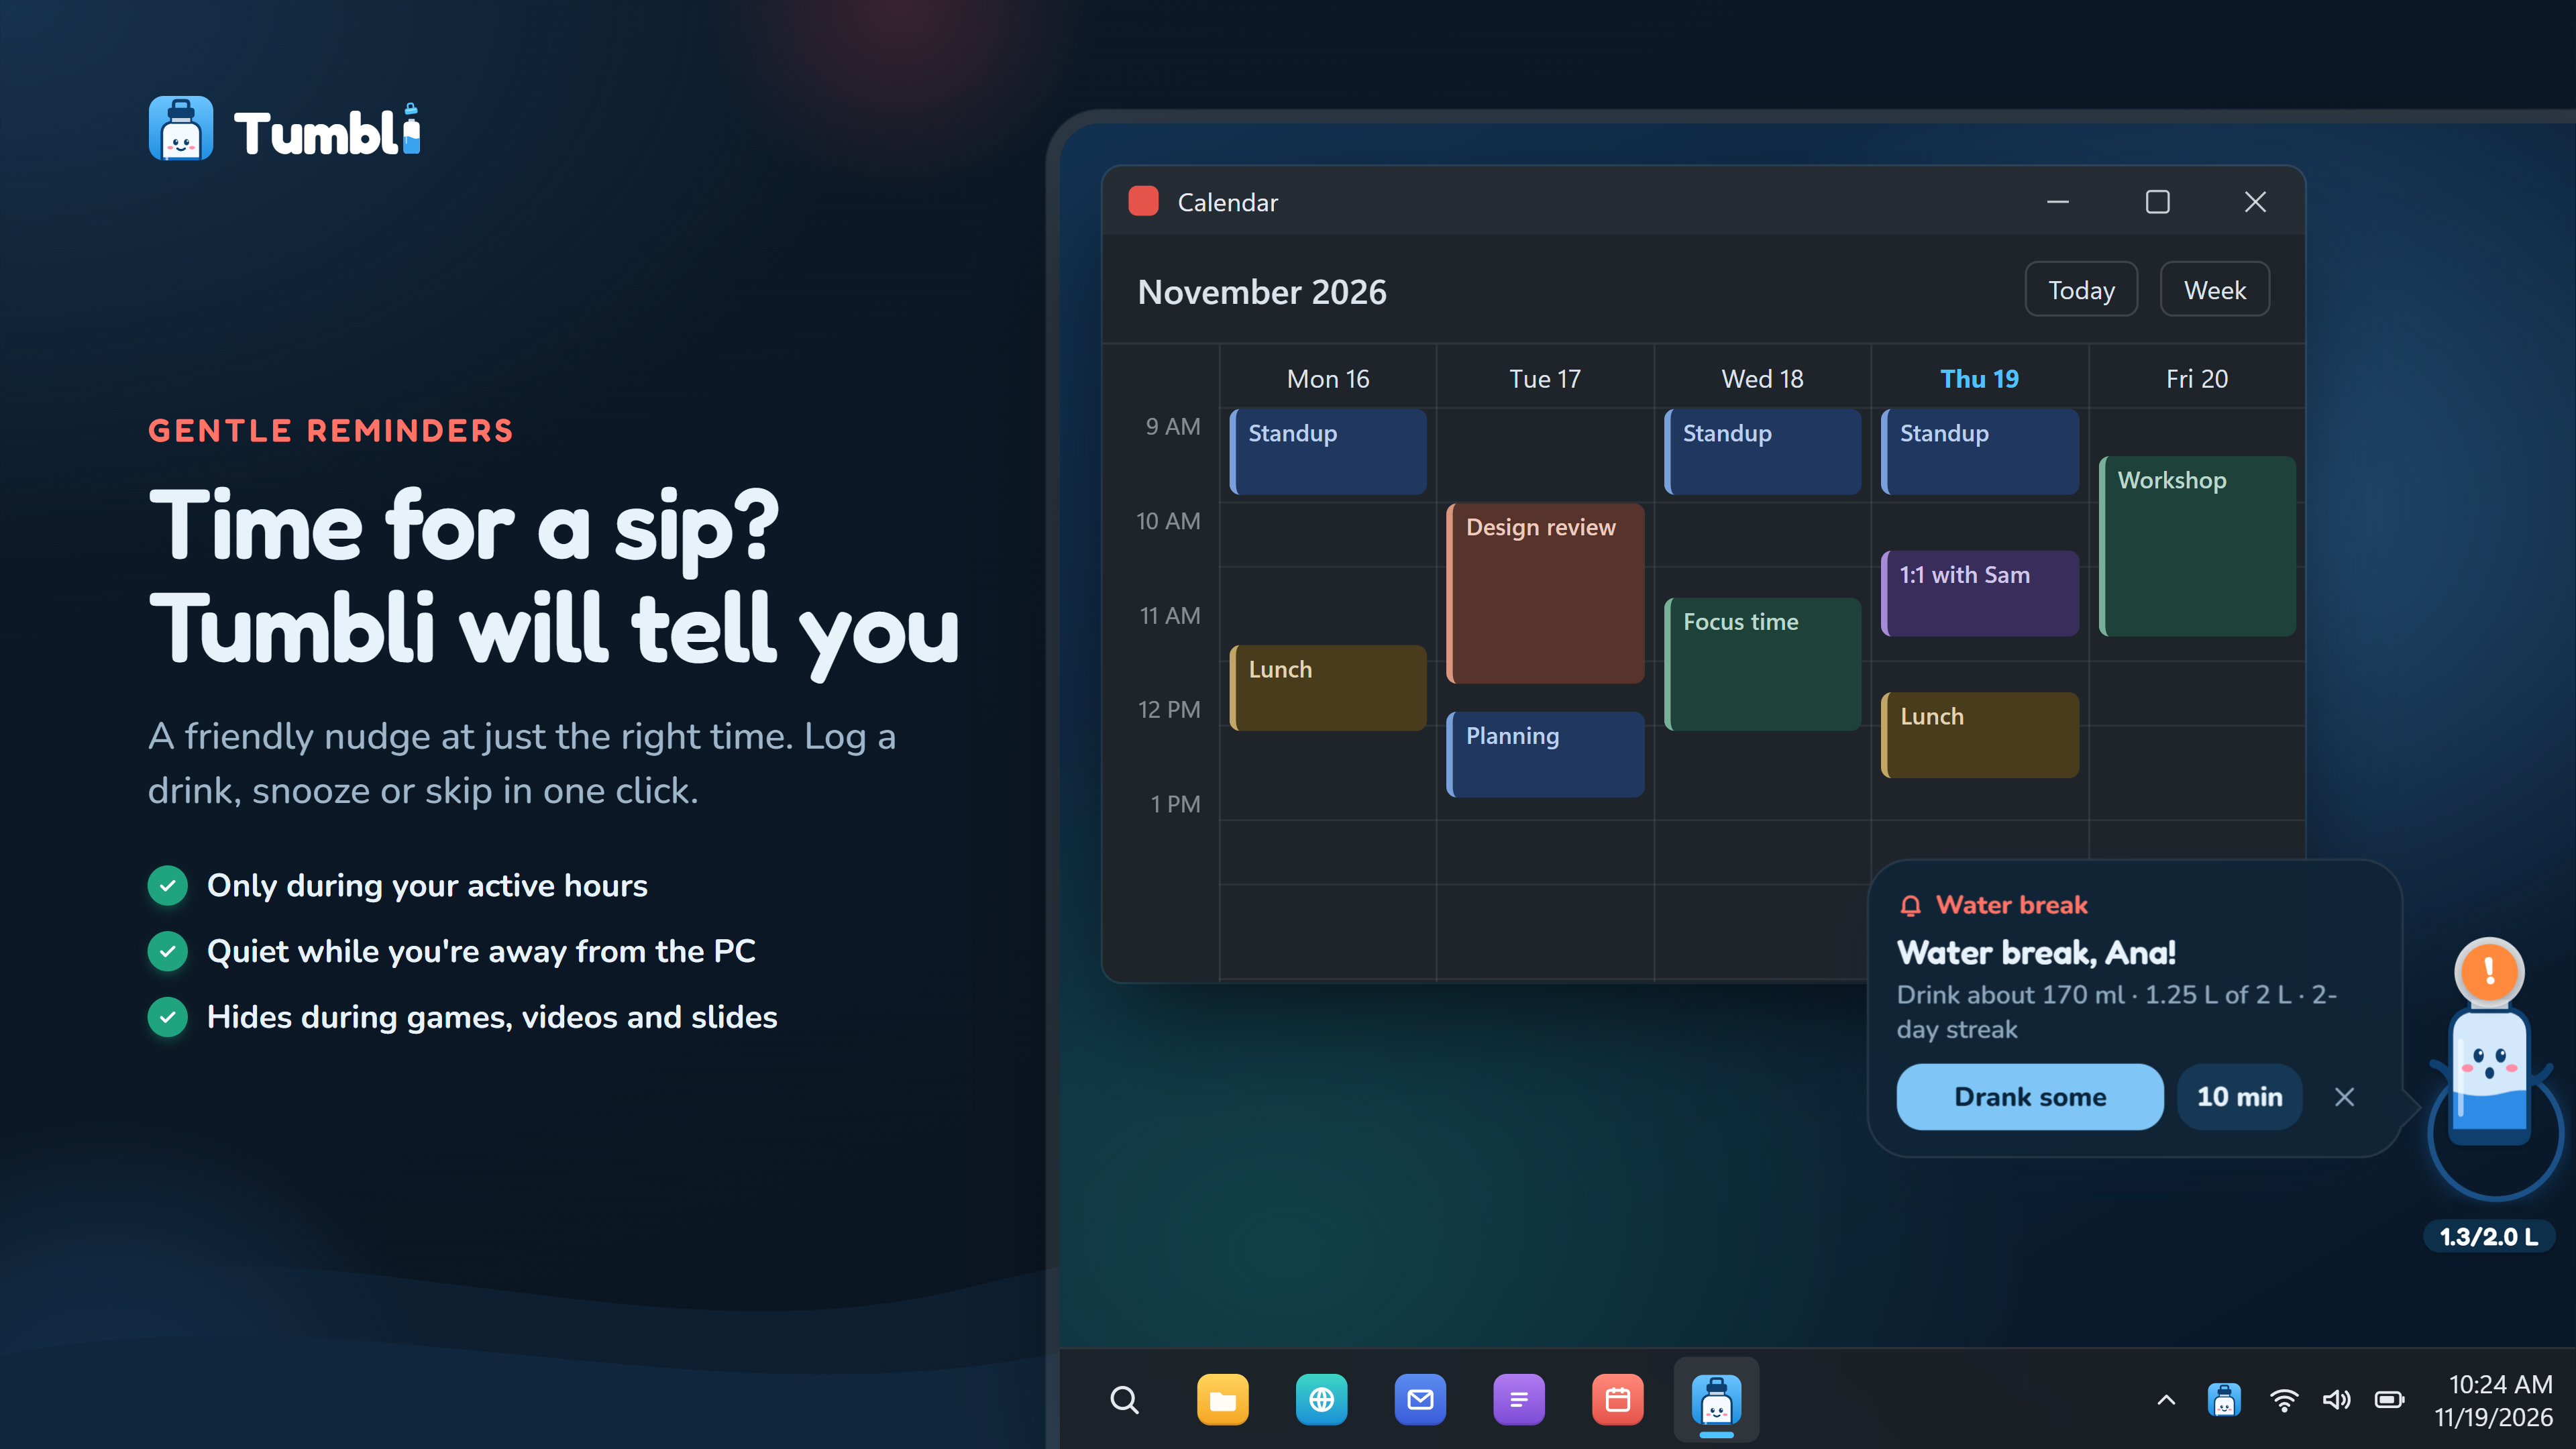 Tumbli
GENTLE REMINDERS
Time for a sip?
Tumbli will tell you
A friendly nudge at just the right time. Log a
drink, snooze or skip in one click.
Only during your active hours
Quiet while you're away from the PC
Hides during games, videos and slides
Calendar
November 2026
Today
Week
Mon 16
Tue 17
Wed 18
Thu 19
Fri 20
9 AM
10 AM
11 AM
12 PM
1 PM
Standup
Lunch
Design review
Planning
Standup
Focus time
Standup
1:1 with Sam
Lunch
Workshop
Water break
Water break, Ana!
Drink about 170 ml · 1.25 L of 2 L · 2-
day streak
Drank some
10 min
!
1.3/2.0 L
10:24 AM
11/19/2026